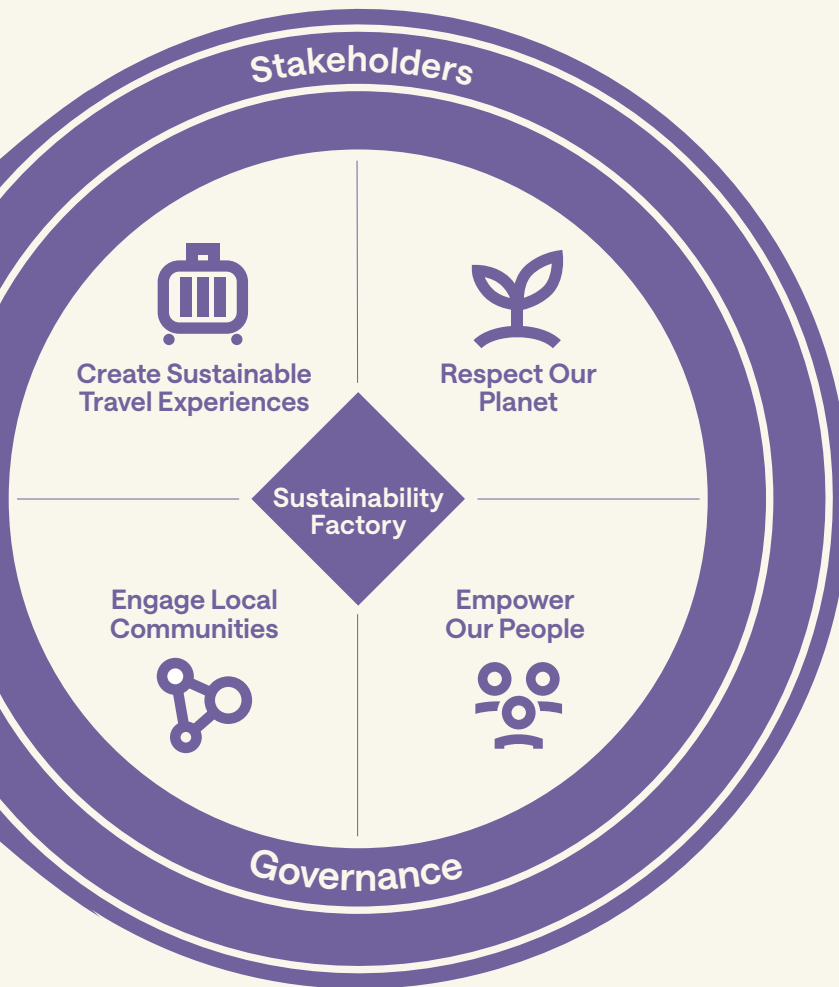 Stakeholders
Create Sustainable
Travel Experiences
Respect Our
Planet
Sustainability
Factory
Engage Local
Communities
Empower
Our People
Governance